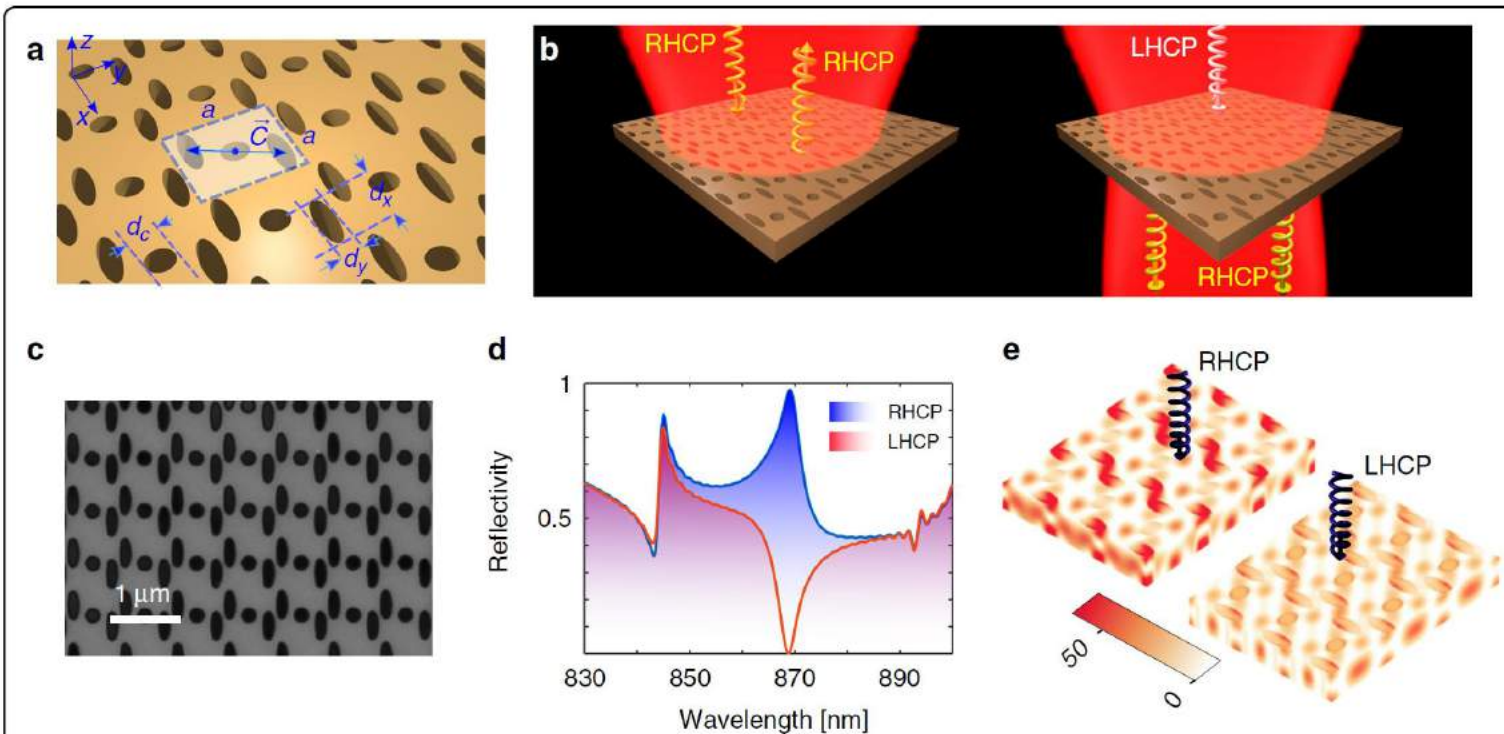 a
z
y
x
a
a
C
d_x
d_c
d_y
b
RHCP
RHCP
LHCP
RHCP
c
1 μm
d
1
0.5
Reflectivity
RHCP
LHCP
830
850
870
890
Wavelength [nm]
e
RHCP
LHCP
50
0